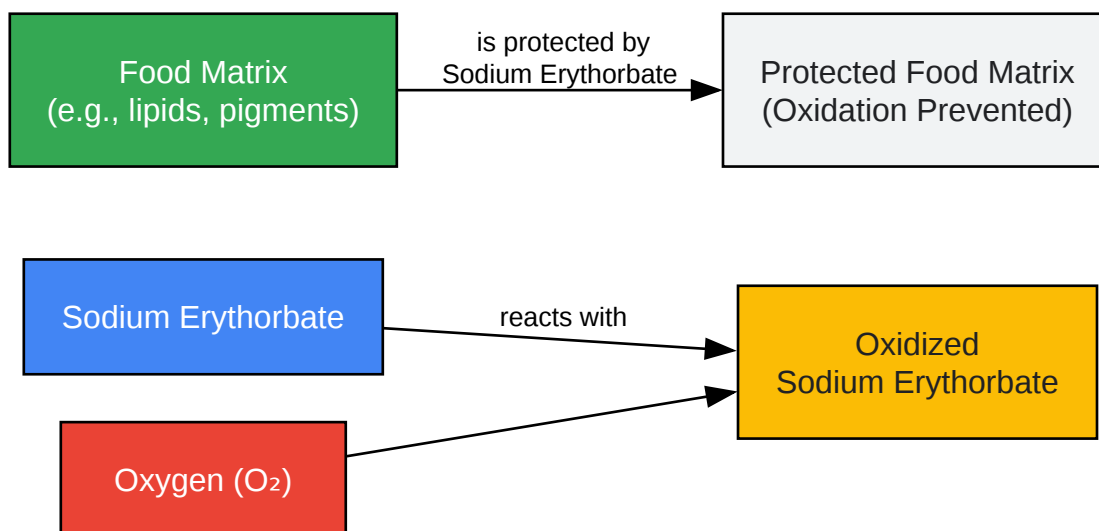 Food Matrix
(e.g., lipids, pigments)
is protected by
Sodium Erythorbate
Protected Food Matrix
(Oxidation Prevented)
Sodium Erythorbate
reacts with
Oxidized
Sodium Erythorbate
Oxygen (O₂)